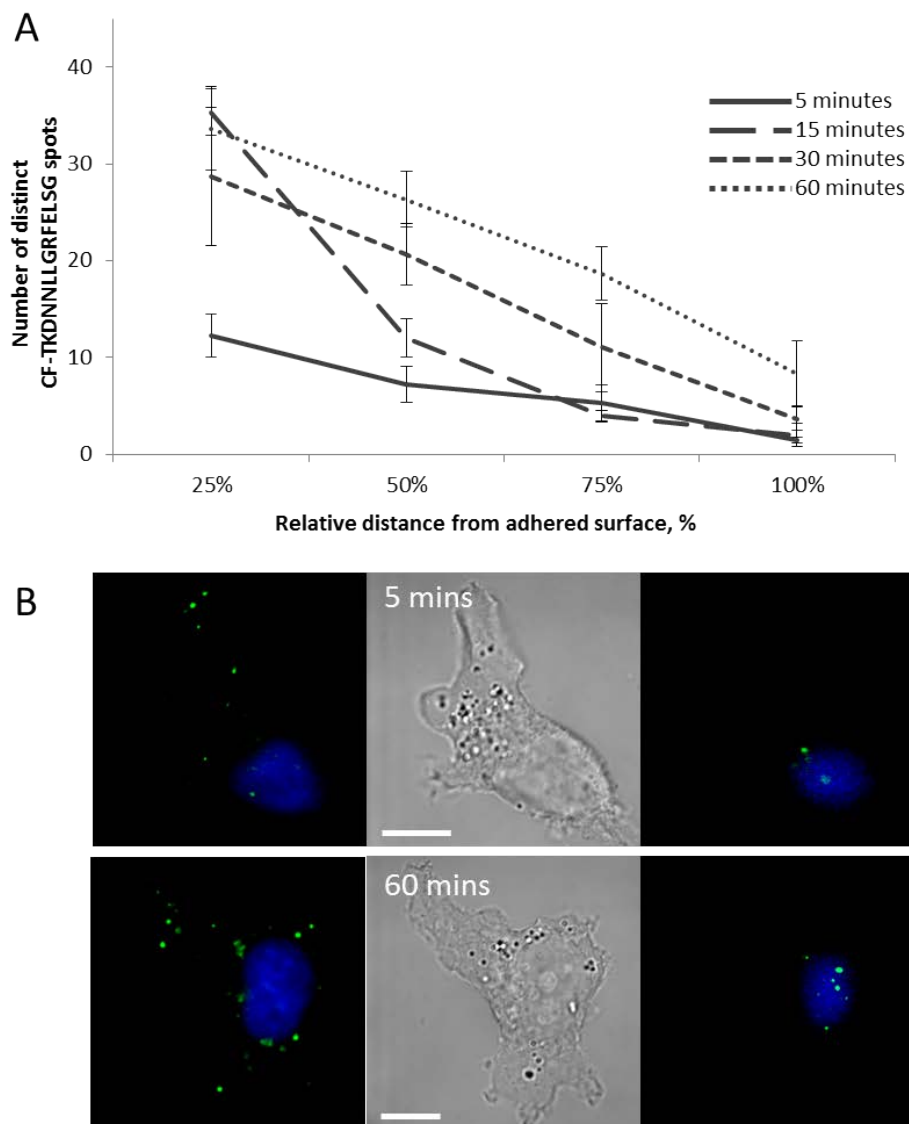 A
Number of distinct
CF-TKDNNLLGRFELSG spots
40
30
20
10
0
25% 50% 75% 100%
Relative distance from adhered surface, %
5 minutes
15 minutes
30 minutes
60 minutes
B
5 mins
60 mins